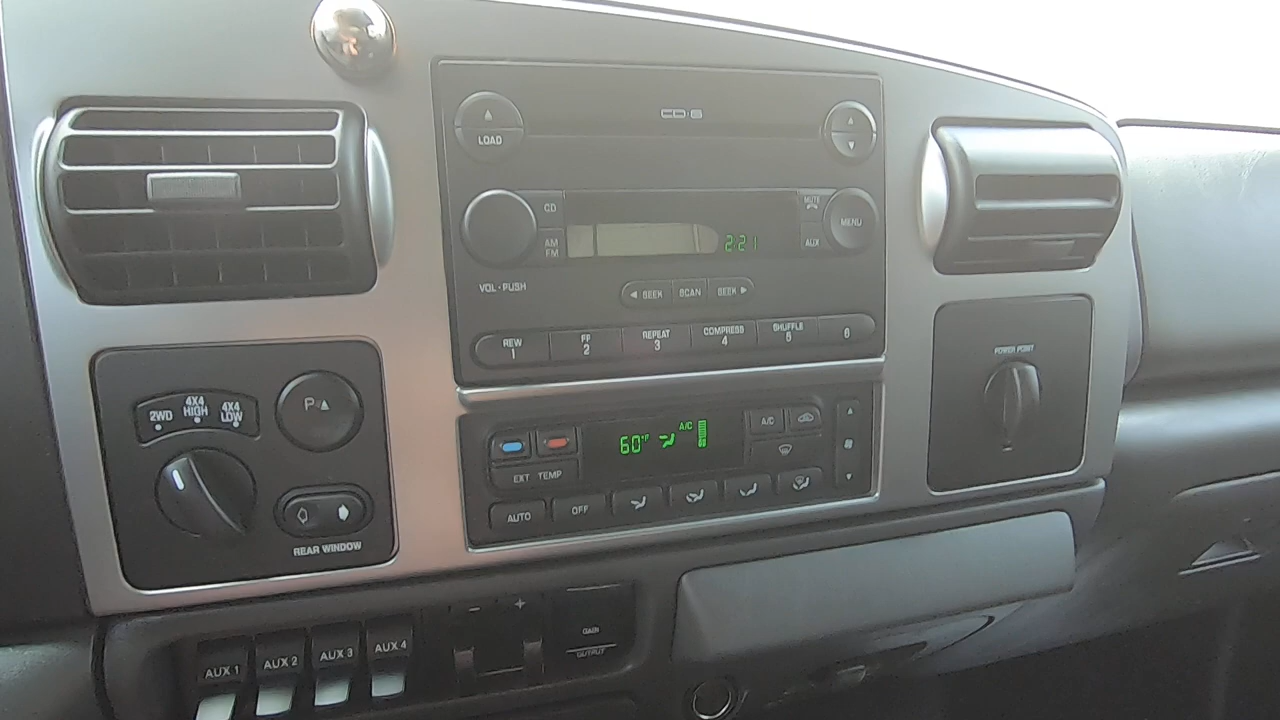 CD-6
LOAD
CD
AM
FM
MUTE
AUX
MENU
2:21
VOL - PUSH
◀ SEEK SCAN SEEK ▶
REW
1
FF
2
REPEAT
3
COMPRESS
4
SHUFFLE
5
6
2WD
4X4
HIGH
4X4
LOW
P
REAR WINDOW
EXT TEMP
60°F
A/C
A/C
AUTO
OFF
POWER POINT
AUX 1
AUX 2
AUX 3
AUX 4
− +
GAIN
OUTPUT